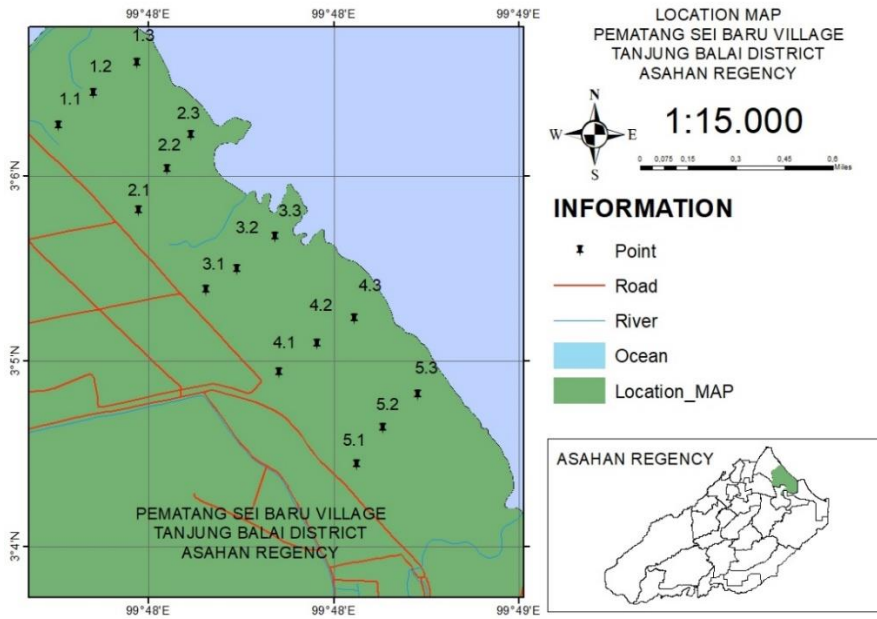 99°48'E 99°48'E 99°49'E
1.3
1.2
1.1
2.3
2.2
2.1
3.3
3.2
3.1
4.3
4.2
4.1
5.3
5.2
5.1
3°6'N
3°5'N
3°4'N
PEMATANG SEI BARU VILLAGE
TANJUNG BALAI DISTRICT
ASAHAN REGENCY
99°48'E 99°48'E 99°49'E
LOCATION MAP
PEMATANG SEI BARU VILLAGE
TANJUNG BALAI DISTRICT
ASAHAN REGENCY
N
W E
S
1:15.000
0 0,075 0,15 0,3 0,45 0,6
Miles
INFORMATION
Point
Road
River
Ocean
Location_MAP
ASAHAN REGENCY